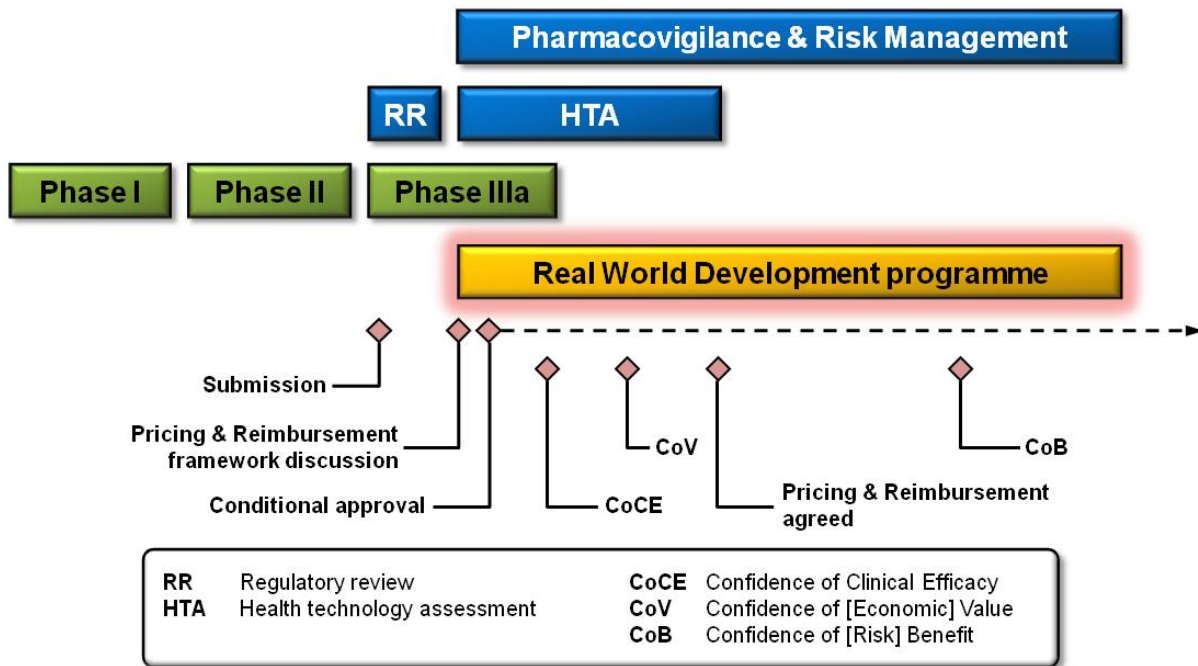 Pharmacovigilance & Risk Management
RR
HTA
Phase I
Phase II
Phase IIIa
Real World Development programme
Submission
Pricing & Reimbursement
framework discussion
Conditional approval
CoCE
CoV
Pricing & Reimbursement
agreed
CoB
RR Regulatory review
HTA Health technology assessment
CoCE Confidence of Clinical Efficacy
CoV Confidence of [Economic] Value
CoB Confidence of [Risk] Benefit